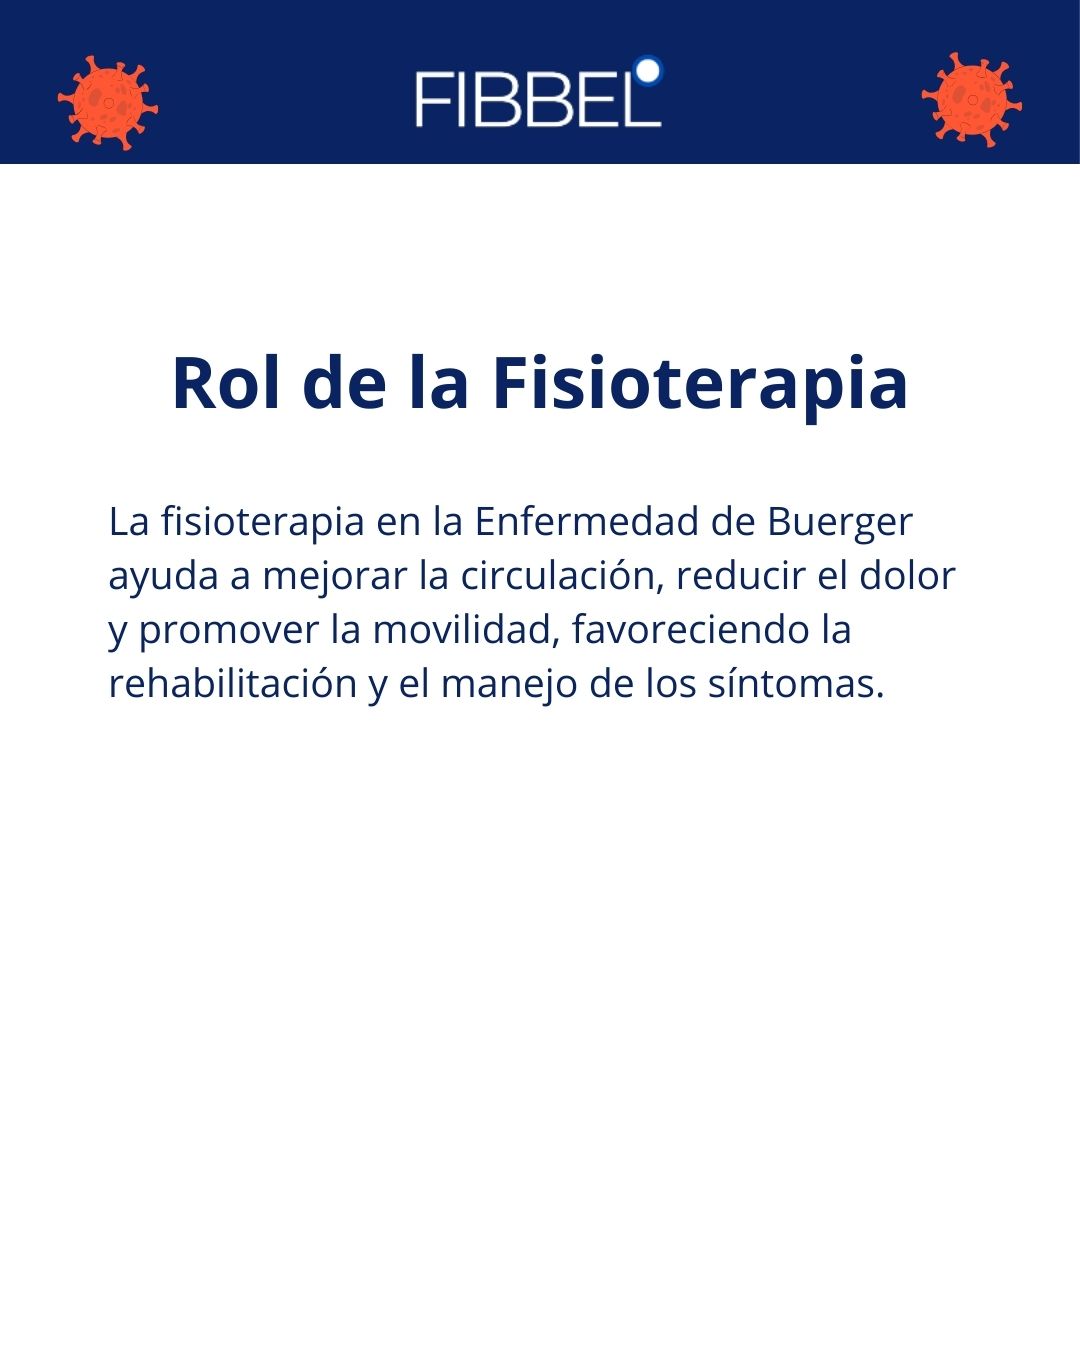 FIBBEL
Rol de la Fisioterapia
La fisioterapia en la Enfermedad de Buerger
ayuda a mejorar la circulación, reducir el dolor
y promover la movilidad, favoreciendo la
rehabilitación y el manejo de los síntomas.